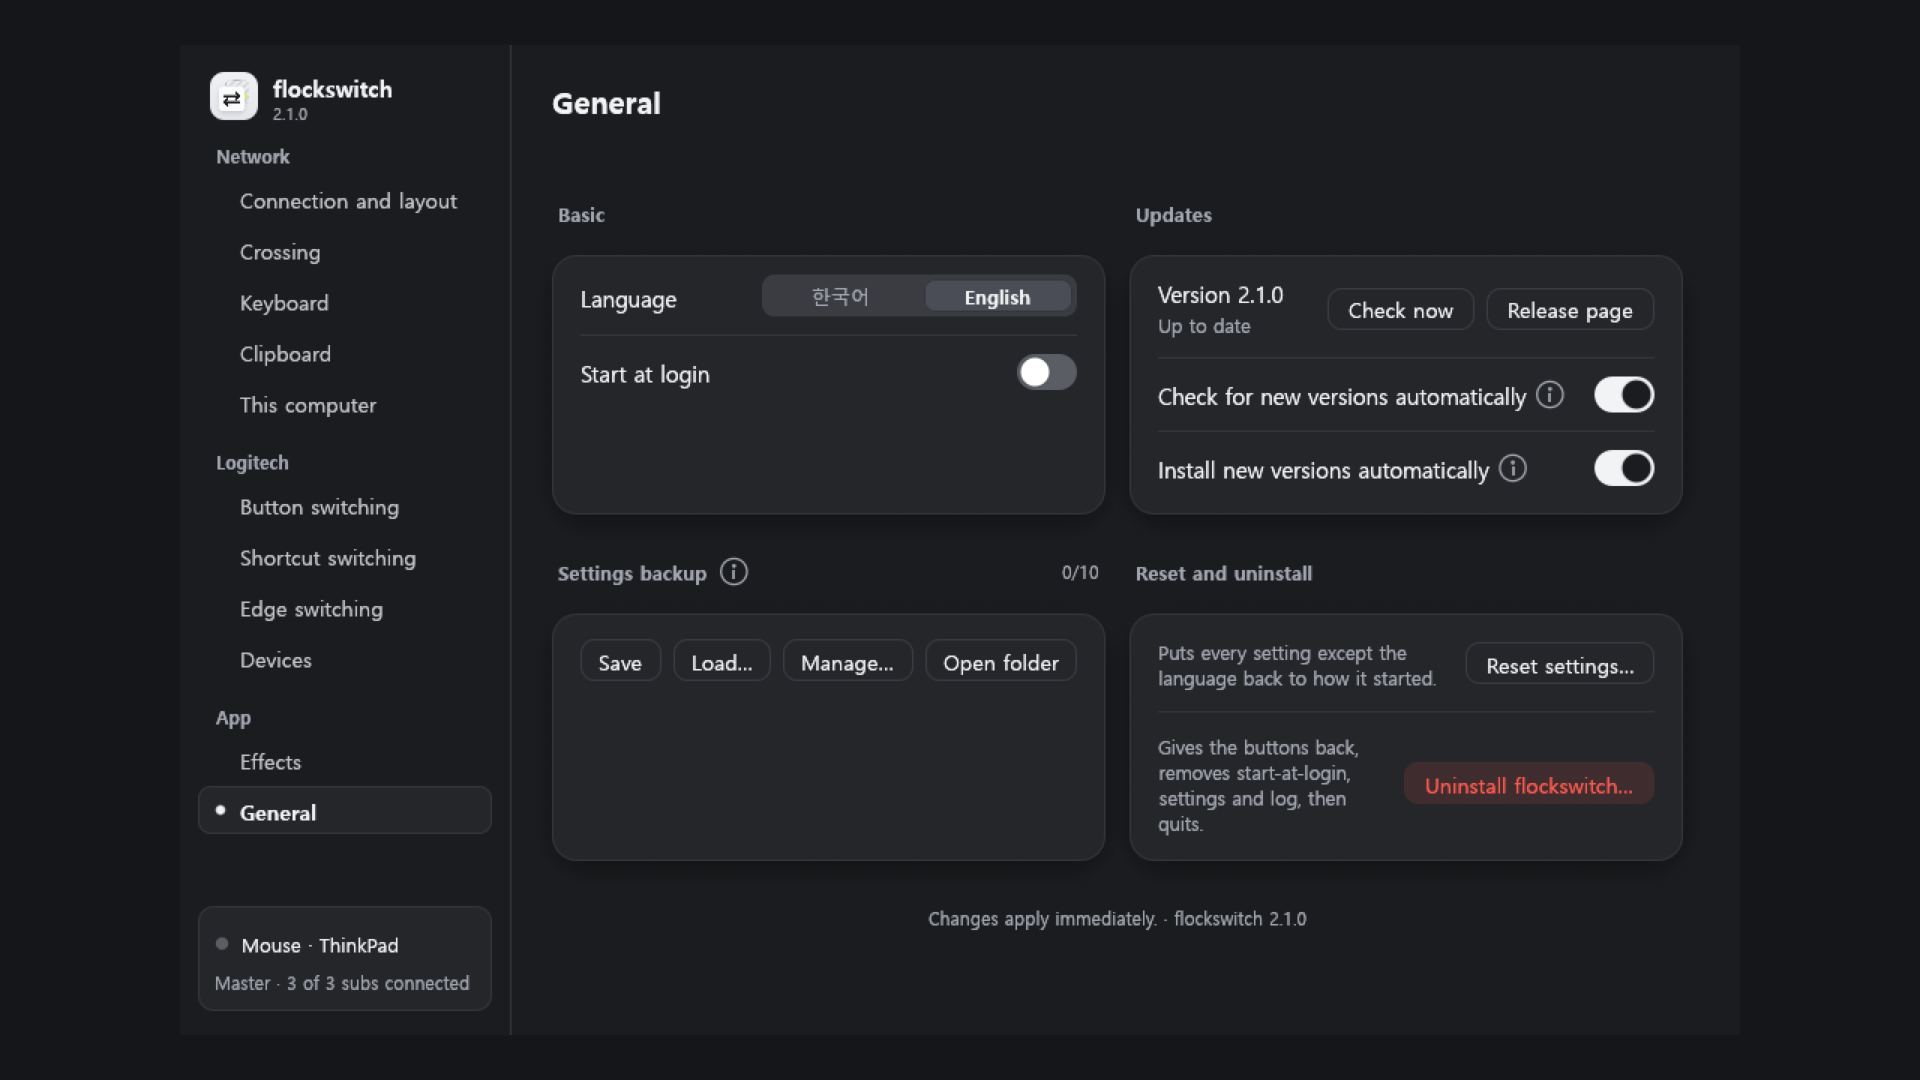 flockswitch
2.1.0
Network
Connection and layout
Crossing
Keyboard
Clipboard
This computer
Logitech
Button switching
Shortcut switching
Edge switching
Devices
App
Effects
General
Mouse · ThinkPad
Master · 3 of 3 subs connected
General
Basic
Language
한국어
English
Start at login
Updates
Version 2.1.0
Up to date
Check now
Release page
Check for new versions automatically
Install new versions automatically
Settings backup
0/10
Save
Load...
Manage...
Open folder
Reset and uninstall
Puts every setting except the
language back to how it started.
Reset settings...
Gives the buttons back,
removes start-at-login,
settings and log, then
quits.
Uninstall flockswitch...
Changes apply immediately. · flockswitch 2.1.0